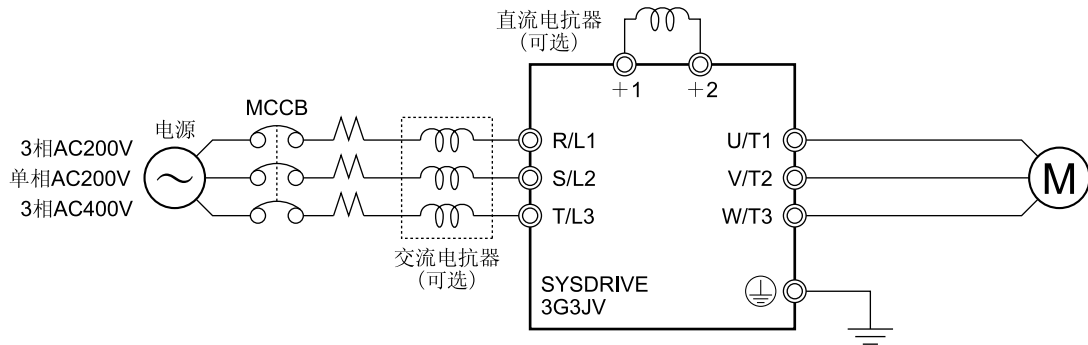 直流电抗器
(可选)
+1
+2
MCCB
电源
3相AC200V
单相AC200V
3相AC400V
R/L1
S/L2
T/L3
U/T1
V/T2
W/T3
M
交流电抗器
(可选)
SYSDRIVE
3G3JV